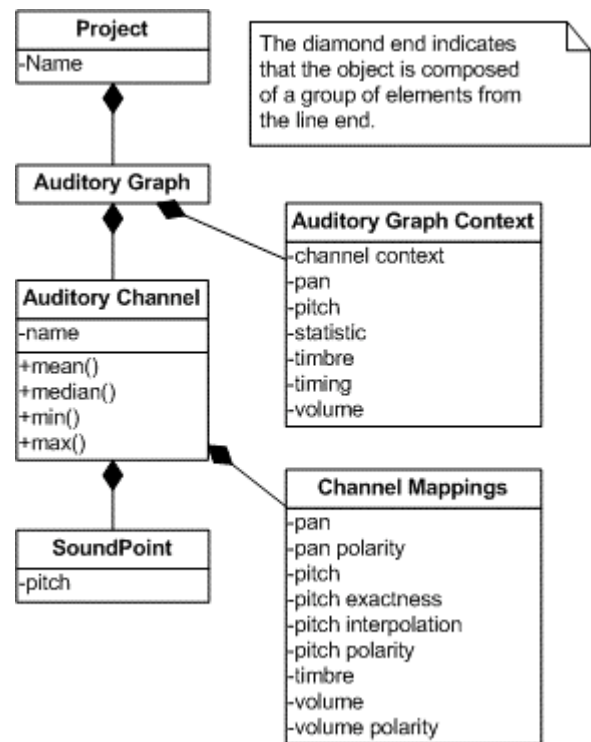 Project
-Name
The diamond end indicates
that the object is composed
of a group of elements from
the line end.
Auditory Graph
Auditory Graph Context
-channel context
-pan
-pitch
-statistic
-timbre
-timing
-volume
Auditory Channel
-name
+mean()
+median()
+min()
+max()
Channel Mappings
-pan
-pan polarity
-pitch
-pitch exactness
-pitch interpolation
-pitch polarity
-timbre
-volume
-volume polarity
SoundPoint
-pitch